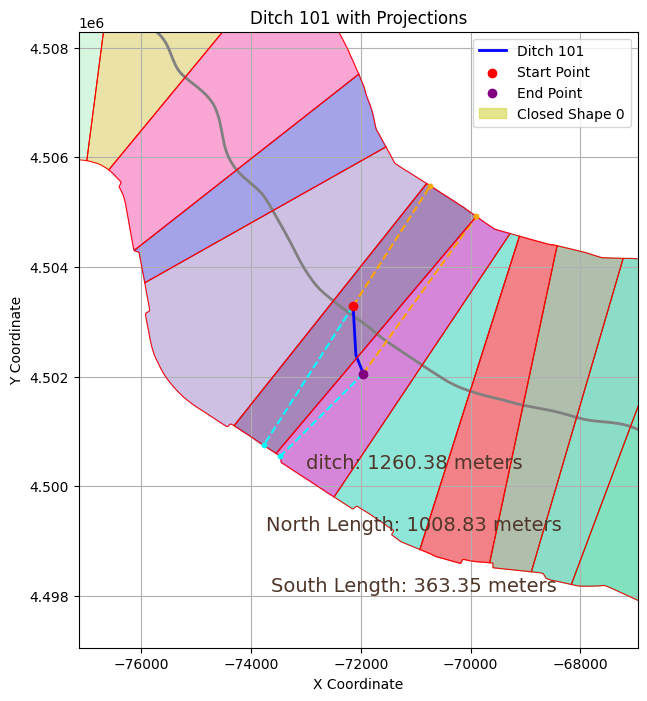 Ditch 101 with Projections
1e6
Ditch 101
Start Point
End Point
Closed Shape 0
4.508
4.506
4.504
4.502
4.500
4.498
Y Coordinate
ditch: 1260.38 meters
North Length: 1008.83 meters
South Length: 363.35 meters
−76000
−74000
−72000
−70000
−68000
X Coordinate